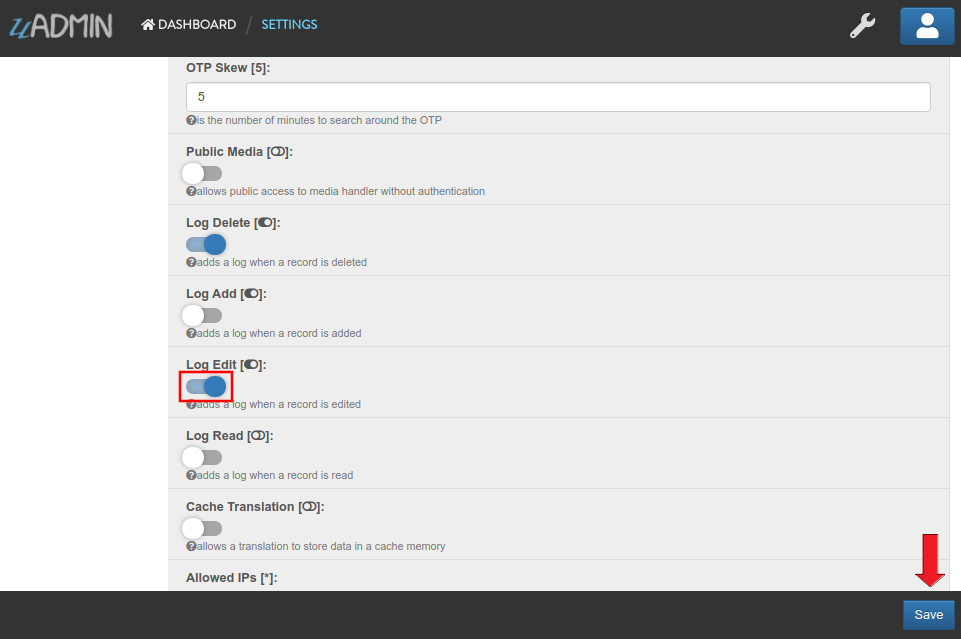 uADMIN DASHBOARD / SETTINGS
OTP Skew [5]:
5
is the number of minutes to search around the OTP
Public Media []:
allows public access to media handler without authentication
Log Delete []:
adds a log when a record is deleted
Log Add []:
adds a log when a record is added
Log Edit []:
adds a log when a record is edited
Log Read []:
adds a log when a record is read
Cache Translation []:
allows a translation to store data in a cache memory
Allowed IPs [*]:
Save